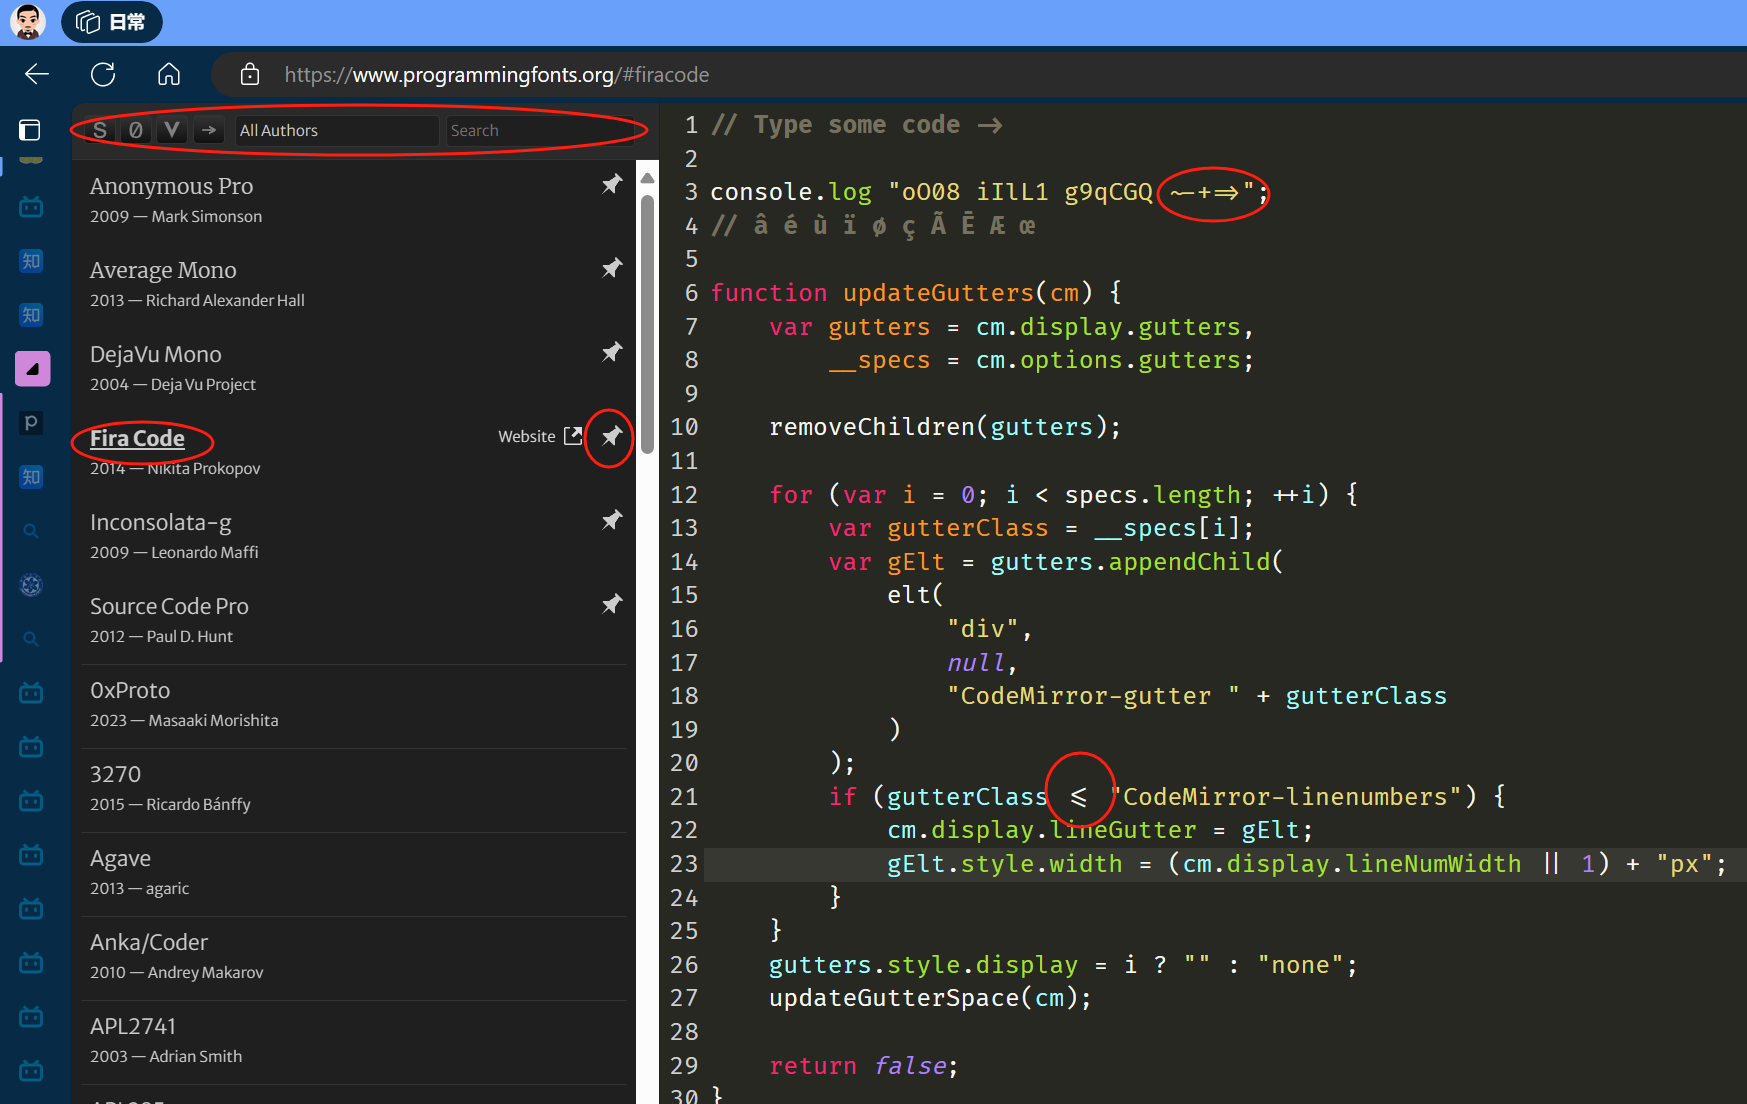 日常
https://www.programmingfonts.org/#firacode
S 0 V → All Authors Search
Anonymous Pro
2009 — Mark Simonson
Average Mono
2013 — Richard Alexander Hall
DejaVu Mono
2004 — Deja Vu Project
Fira Code
Website
2014 — Nikita Prokopov
Inconsolata-g
2009 — Leonardo Maffi
Source Code Pro
2012 — Paul D. Hunt
0xProto
2023 — Masaaki Morishita
3270
2015 — Ricardo Bánffy
Agave
2013 — agaric
Anka/Coder
2010 — Andrey Makarov
APL2741
2003 — Adrian Smith
知
知
p
知
1 // Type some code ->
2
3 console.log "oO08 iIlL1 g9qCGQ ~-+=>";
4 // â é ù ï ø ç Ã Ē Æ œ
5
6 function updateGutters(cm) {
7     var gutters = cm.display.gutters,
8         __specs = cm.options.gutters;
9
10     removeChildren(gutters);
11
12     for (var i = 0; i < specs.length; ++i) {
13         var gutterClass = __specs[i];
14         var gElt = gutters.appendChild(
15             elt(
16                 "div",
17                 null,
18                 "CodeMirror-gutter " + gutterClass
19             )
20         );
21         if (gutterClass <= "CodeMirror-linenumbers") {
22             cm.display.lineGutter = gElt;
23             gElt.style.width = (cm.display.lineNumWidth || 1) + "px";
24         }
25     }
26     gutters.style.display = i ? "" : "none";
27     updateGutterSpace(cm);
28
29     return false;
30 }